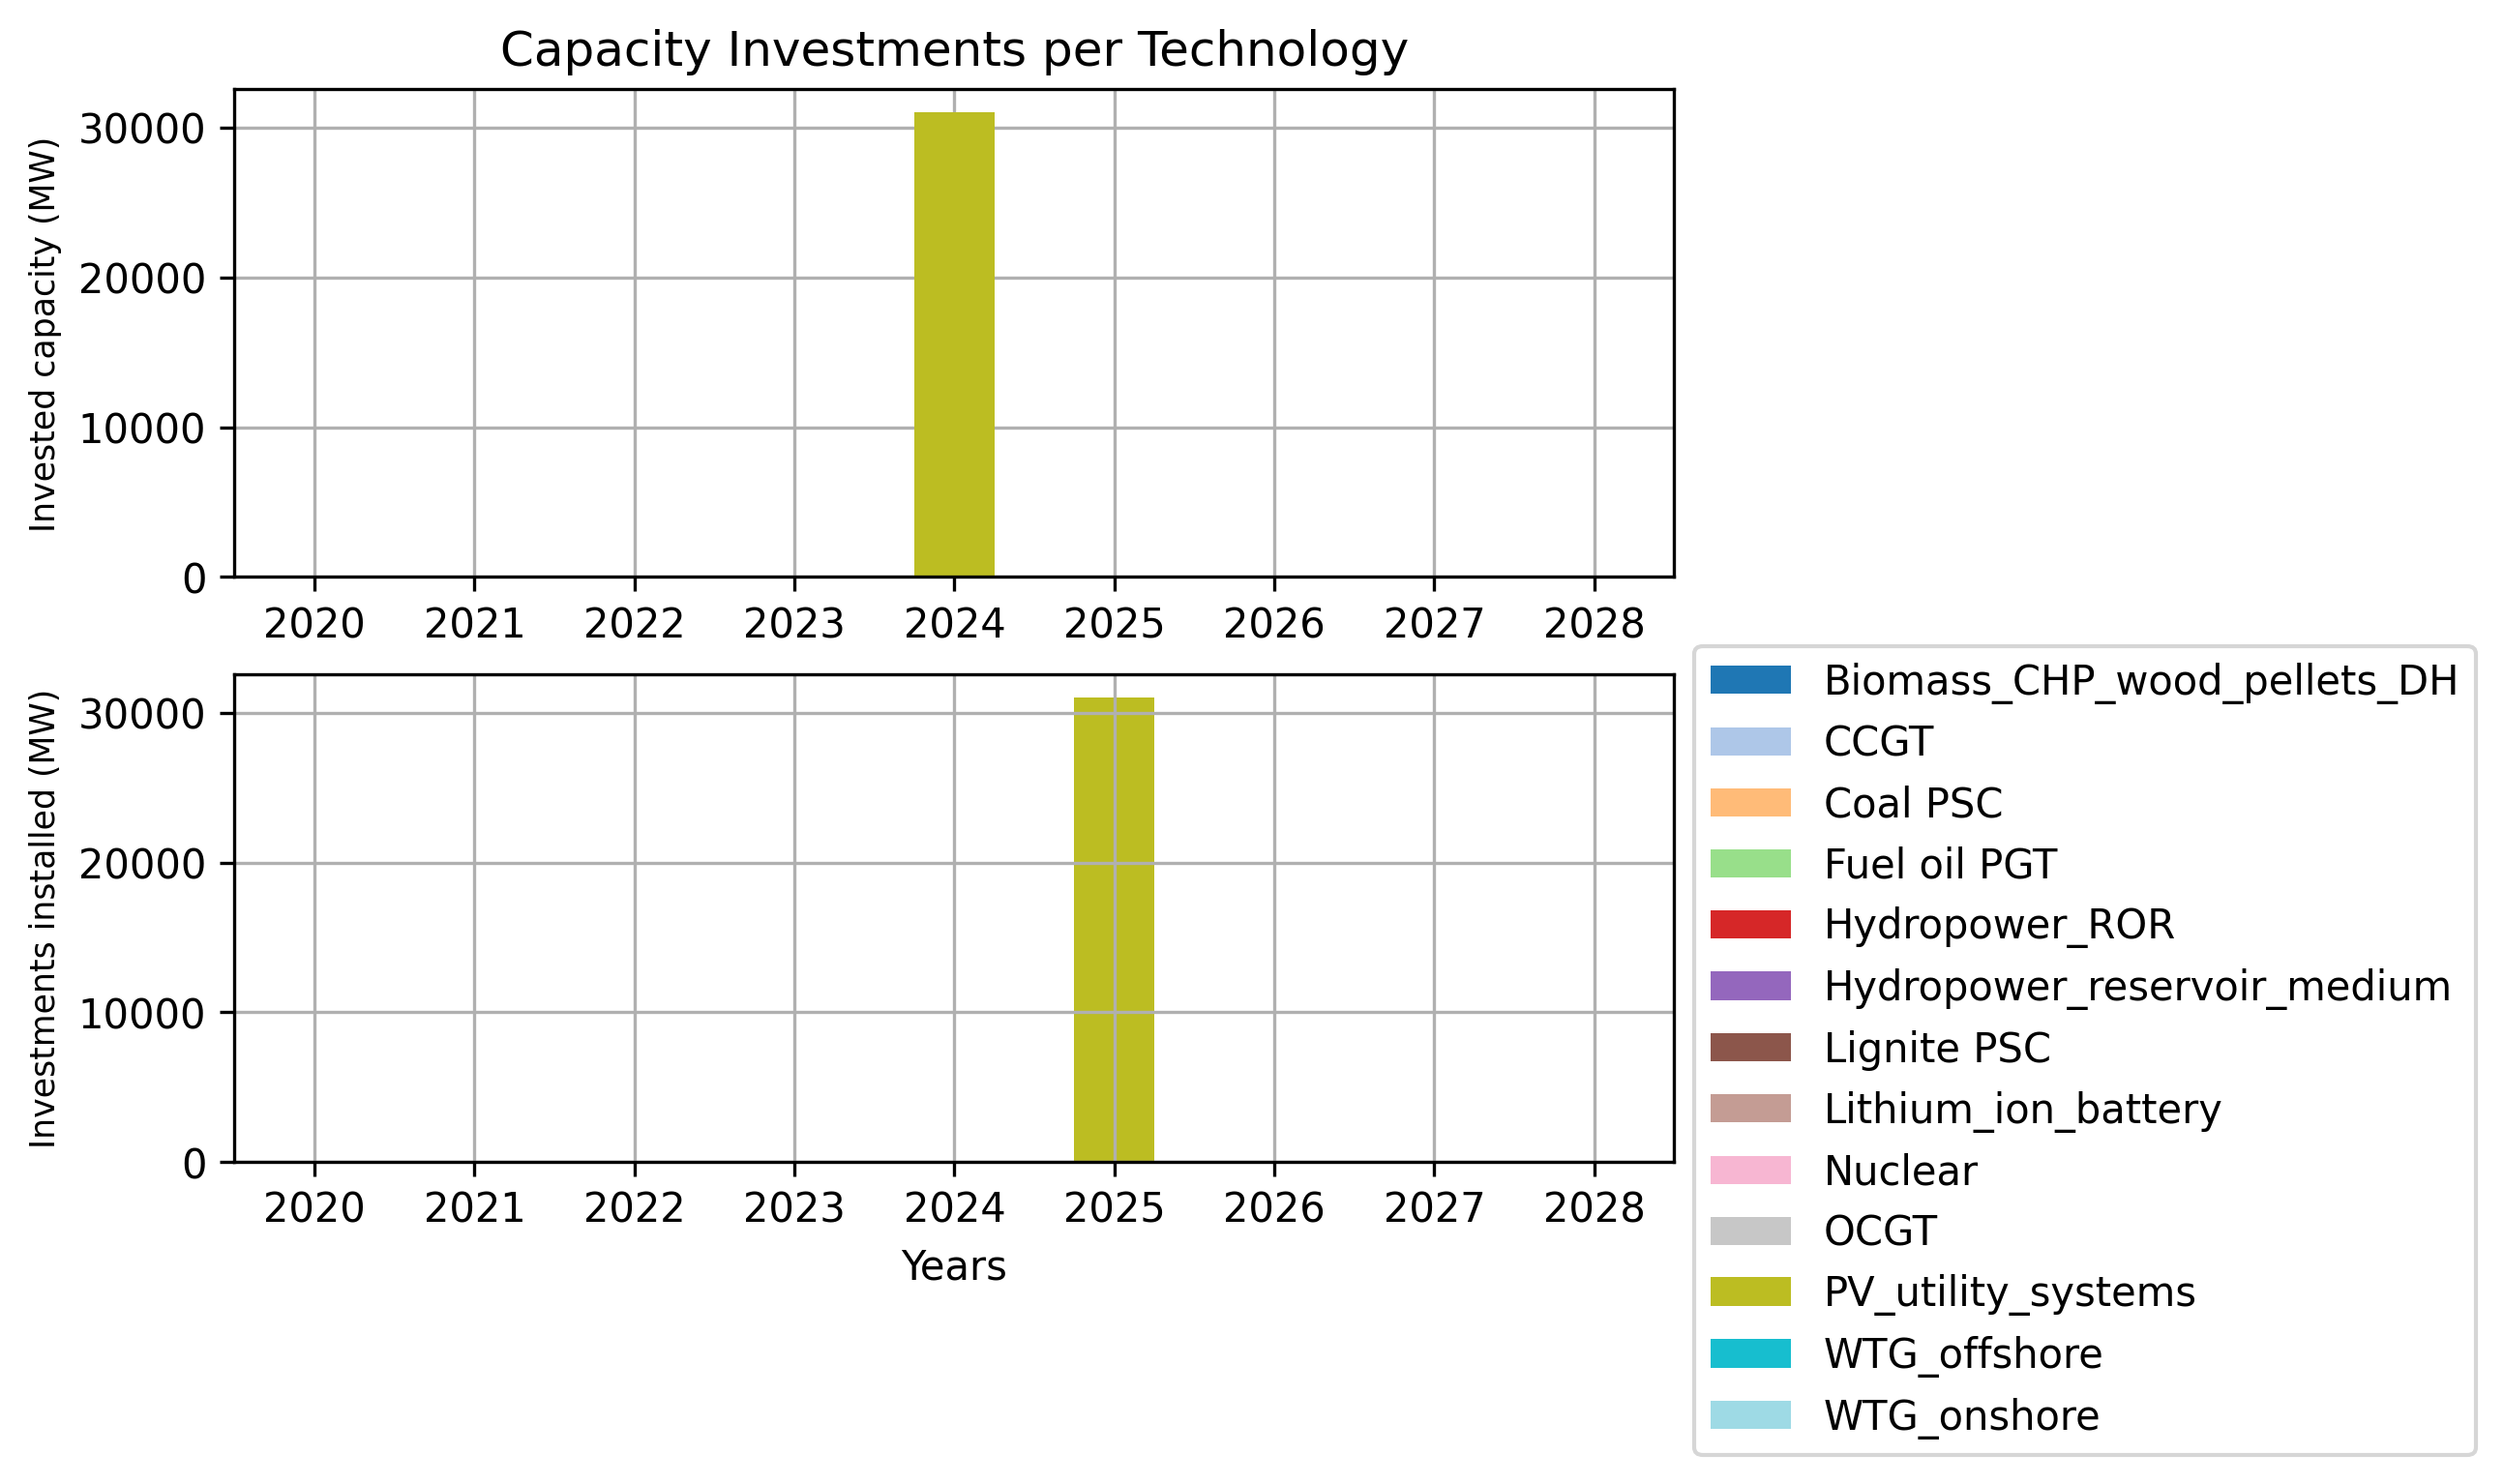 Capacity Investments per Technology
Invested capacity (MW)
30000
20000
10000
0
2020 2021 2022 2023 2024 2025 2026 2027 2028
Investments installed (MW)
30000
20000
10000
0
2020 2021 2022 2023 2024 2025 2026 2027 2028
Years
Biomass_CHP_wood_pellets_DH
CCGT
Coal PSC
Fuel oil PGT
Hydropower_ROR
Hydropower_reservoir_medium
Lignite PSC
Lithium_ion_battery
Nuclear
OCGT
PV_utility_systems
WTG_offshore
WTG_onshore